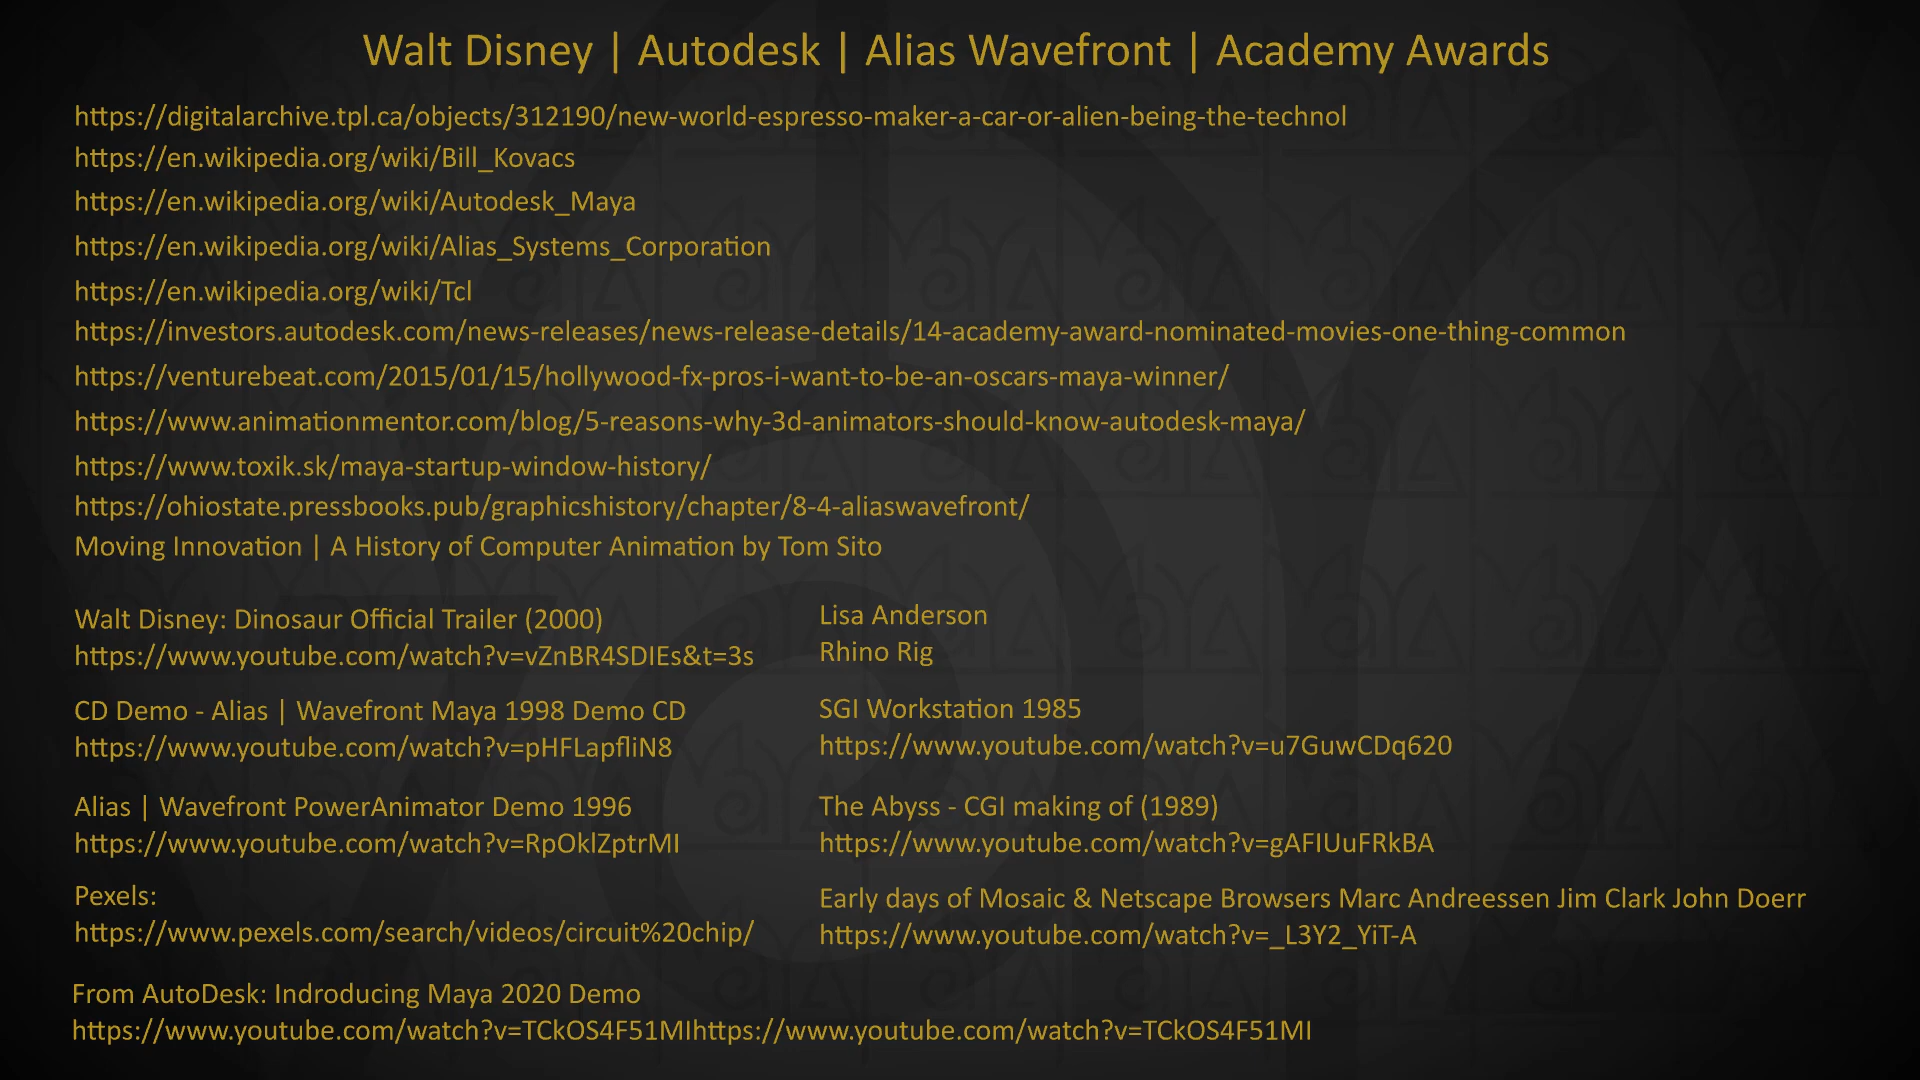 Walt Disney | Autodesk | Alias Wavefront | Academy Awards
https://digitalarchive.tpl.ca/objects/312190/new-world-espresso-maker-a-car-or-alien-being-the-technol
https://en.wikipedia.org/wiki/Bill_Kovacs
https://en.wikipedia.org/wiki/Autodesk_Maya
https://en.wikipedia.org/wiki/Alias_Systems_Corporation
https://en.wikipedia.org/wiki/Tcl
https://investors.autodesk.com/news-releases/news-release-details/14-academy-award-nominated-movies-one-thing-common
https://venturebeat.com/2015/01/15/hollywood-fx-pros-i-want-to-be-an-oscars-maya-winner/
https://www.animationmentor.com/blog/5-reasons-why-3d-animators-should-know-autodesk-maya/
https://www.toxik.sk/maya-startup-window-history/
https://ohiostate.pressbooks.pub/graphicshistory/chapter/8-4-aliaswavefront/
Moving Innovation | A History of Computer Animation by Tom Sito
Walt Disney: Dinosaur Official Trailer (2000)
https://www.youtube.com/watch?v=vZnBR4SDIEs&t=3s
CD Demo - Alias | Wavefront Maya 1998 Demo CD
https://www.youtube.com/watch?v=pHFLapfliN8
Alias | Wavefront PowerAnimator Demo 1996
https://www.youtube.com/watch?v=RpOklZptrMI
Pexels:
https://www.pexels.com/search/videos/circuit%20chip/
Lisa Anderson
Rhino Rig
SGI Workstation 1985
https://www.youtube.com/watch?v=u7GuwCDq620
The Abyss - CGI making of (1989)
https://www.youtube.com/watch?v=gAFIUuFRkBA
Early days of Mosaic & Netscape Browsers Marc Andreessen Jim Clark John Doerr
https://www.youtube.com/watch?v=_L3Y2_YiT-A
From AutoDesk: Indroducing Maya 2020 Demo
https://www.youtube.com/watch?v=TCkOS4F51MIhttps://www.youtube.com/watch?v=TCkOS4F51MI